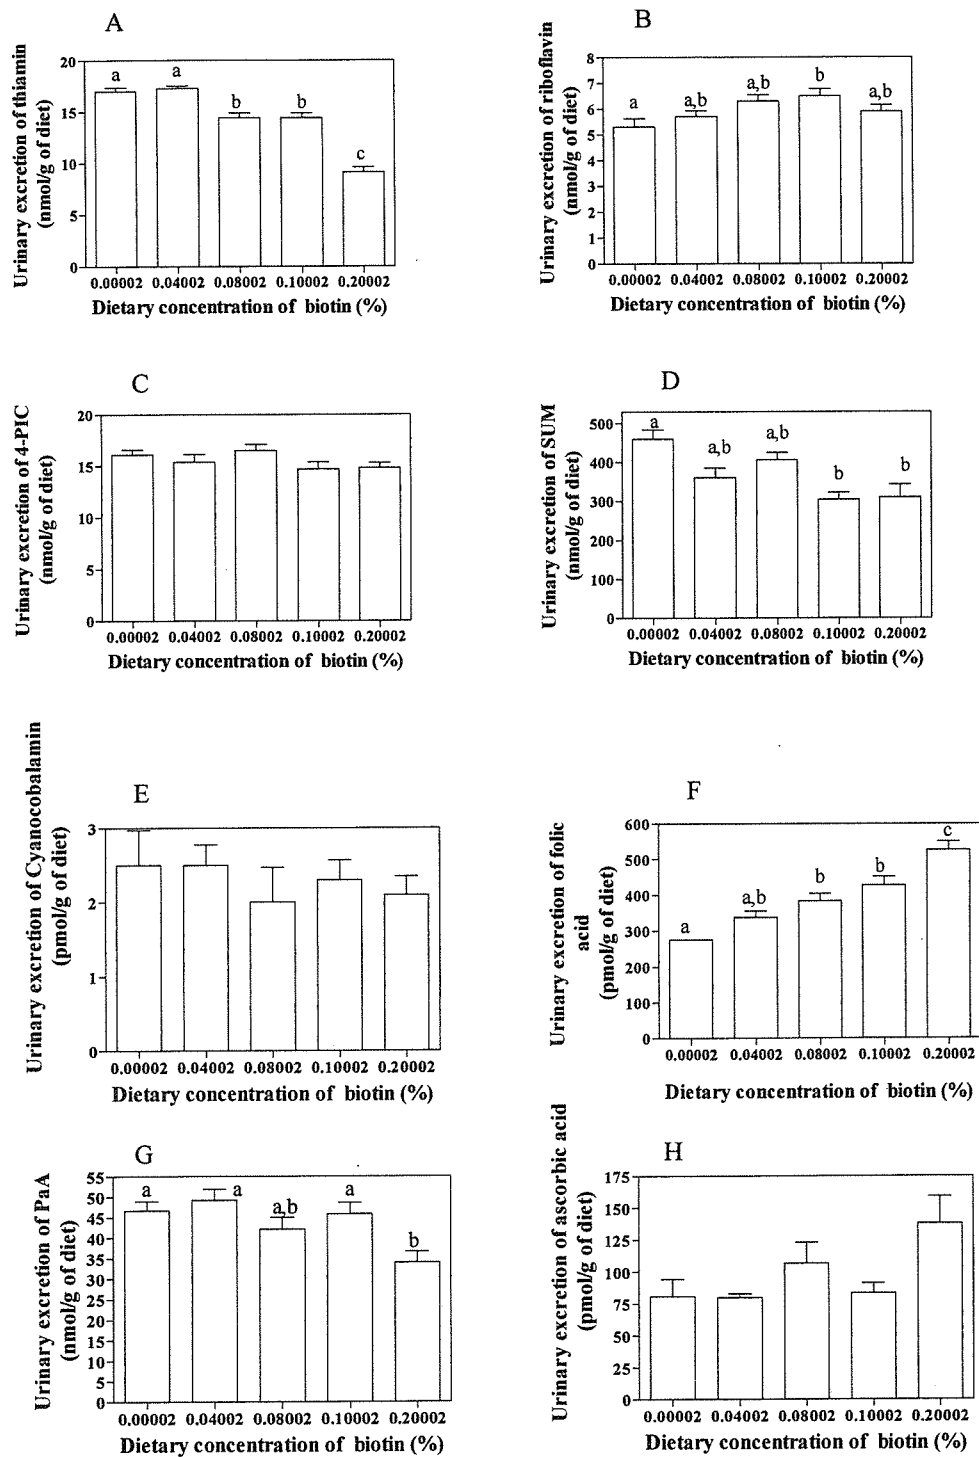 A
Urinary excretion of thiamin
(nmol/g of diet)
20
15
10
5
0
a
a
b
b
c
0.00002 0.04002 0.08002 0.10002 0.20002
Dietary concentration of biotin (%)
B
Urinary excretion of riboflavin
(nmol/g of diet)
8
7
6
5
4
3
2
1
0
a
a,b
a,b
b
a,b
0.00002 0.04002 0.08002 0.10002 0.20002
Dietary concentration of biotin (%)
C
Urinary excretion of 4-PIC
(nmol/g of diet)
20
15
10
5
0
0.00002 0.04002 0.08002 0.10002 0.20002
Dietary concentration of biotin (%)
D
Urinary excretion of SUM
(nmol/g of diet)
500
400
300
200
100
0
a
a,b
a,b
b
b
0.00002 0.04002 0.08002 0.10002 0.20002
Dietary concentration of biotin (%)
E
Urinary excretion of Cyanocobalamin
(pmol/g of diet)
3
2
1
0
0.00002 0.04002 0.08002 0.10002 0.20002
Dietary concentration of biotin (%)
F
Urinary excretion of folic
acid
(pmol/g of diet)
600
500
400
300
200
100
0
a
a,b
b
b
c
0.00002 0.04002 0.08002 0.10002 0.20002
Dietary concentration of biotin (%)
G
Urinary excretion of PaA
(nmol/g of diet)
55
50
45
40
35
30
25
20
15
10
5
0
a
a
a,b
a
b
0.00002 0.04002 0.08002 0.10002 0.20002
Dietary concentration of biotin (%)
H
Urinary excretion of ascorbic acid
(pmol/g of diet)
175
150
125
100
75
50
25
0
0.00002 0.04002 0.08002 0.10002 0.20002
Dietary concentration of biotin (%)